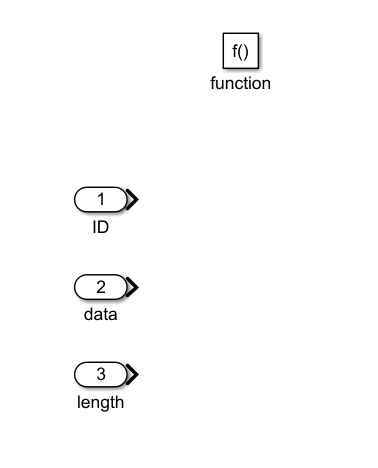 f()
function
1
ID
2
data
3
length